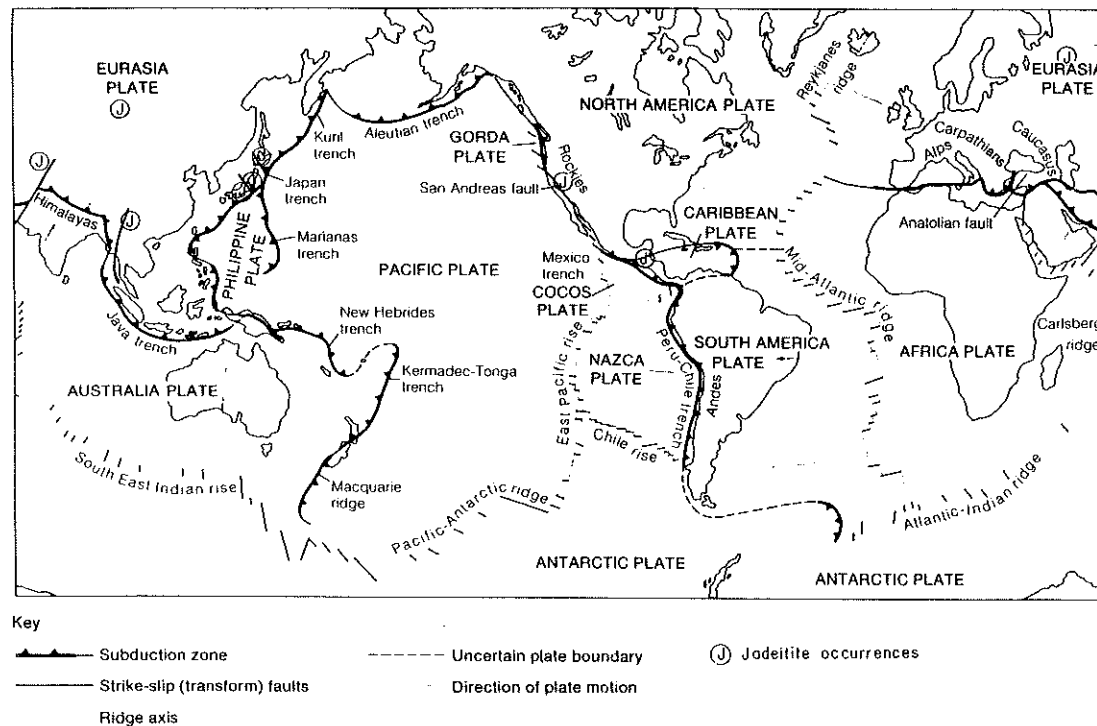 EURASIA
PLATE
J
J
Himalayas
J
Java trench
AUSTRALIA PLATE
South East Indian rise
PHILIPPINE
PLATE
Kuril
trench
Japan
trench
Marianas
trench
Aleutian trench
PACIFIC PLATE
New Hebrides
trench
Kermadec-Tonga
trench
Macquarie
ridge
Pacific-Antarctic ridge
GORDA
PLATE
San Andreas fault
J
Rockies
NORTH AMERICA PLATE
CARIBBEAN
PLATE
Mexico
trench
COCOS
PLATE
NAZCA
PLATE
East Pacific rise
Chile rise
Peru-Chile trench
Andes
SOUTH AMERICA
PLATE
Mid-Atlantic ridge
Reykjanes
ridge
J
EURASIA
PLATE
Alps
Carpathians
Caucasus
Anatolian fault
AFRICA PLATE
Carlsberg
ridge
Atlantic-Indian ridge
ANTARCTIC PLATE
ANTARCTIC PLATE
Key
Subduction zone
Strike-slip (transform) faults
Ridge axis
Uncertain plate boundary
Direction of plate motion
J Jadeitite occurrences